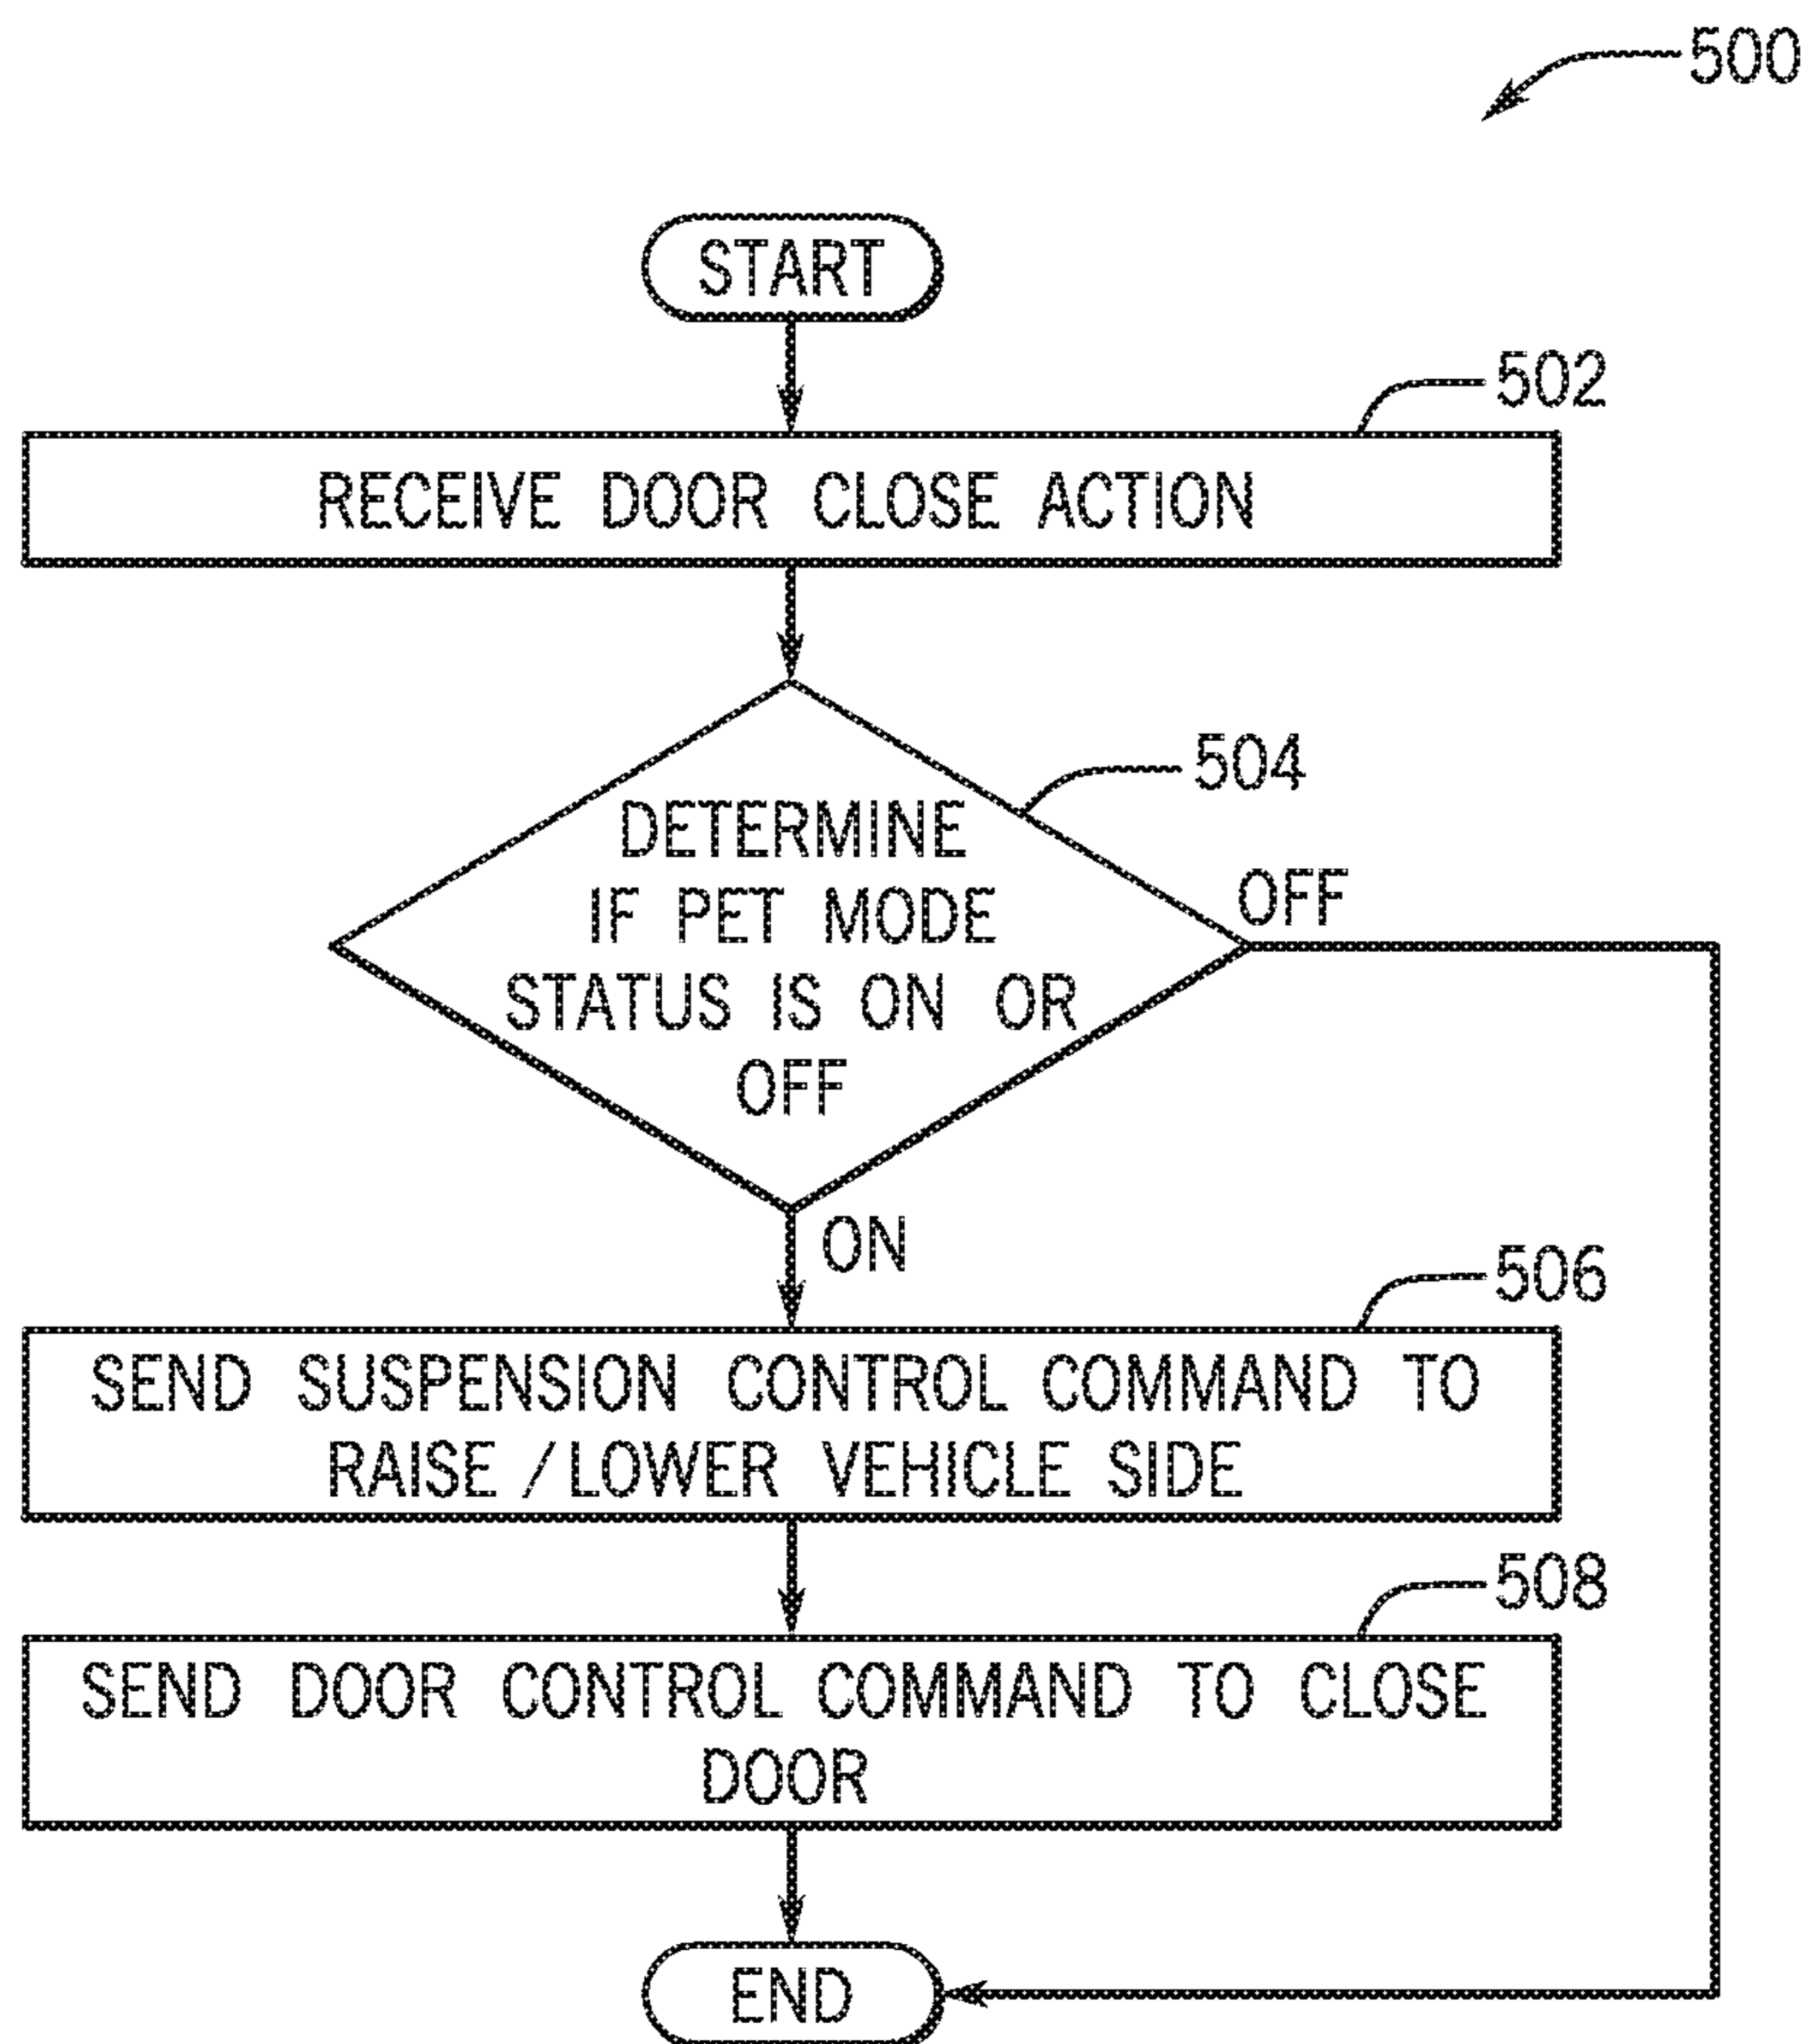 500
START
502
RECEIVE DOOR CLOSE ACTION
504
DETERMINE
IF PET MODE
STATUS IS ON OR
OFF
OFF
ON
506
SEND SUSPENSION CONTROL COMMAND TO
RAISE / LOWER VEHICLE SIDE
508
SEND DOOR CONTROL COMMAND TO CLOSE
DOOR
END